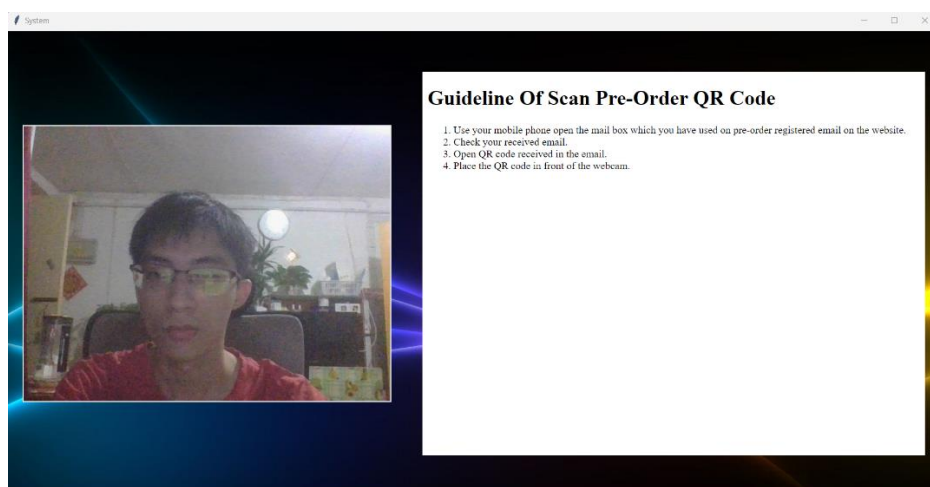 System
Guideline Of Scan Pre-Order QR Code
1. Use your mobile phone open the mail box which you have used on pre-order registered email on the website.
2. Check your received email.
3. Open QR code received in the email.
4. Place the QR code in front of the webcam.